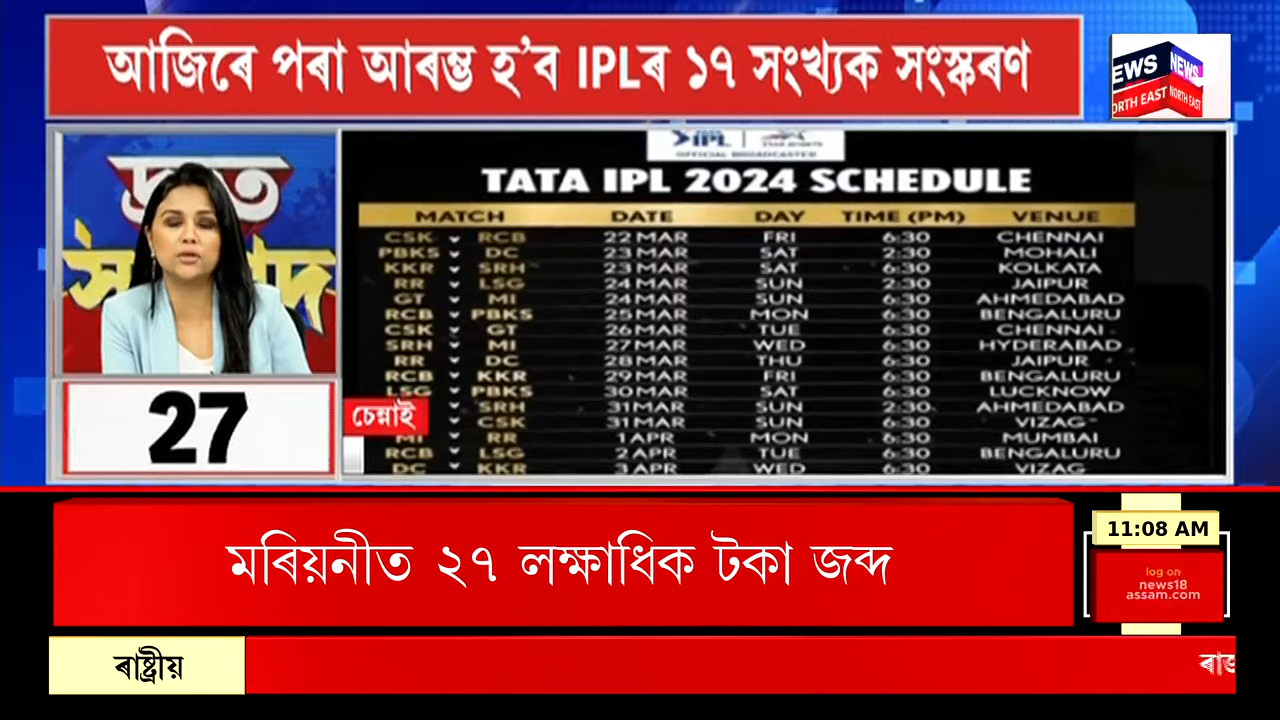 আজিৰে পৰা আৰম্ভ হ'ব IPLৰ ১৭ সংখ্যক সংস্কৰণ
EWS NEWS
ORTH EAST NORTH EAST
IPL
OFFICIAL BROADCASTER
TATA IPL 2024 SCHEDULE
MATCH DATE DAY TIME (PM) VENUE
CSK v RCB 22 MAR FRI 6:30 CHENNAI
PBKS v DC 23 MAR SAT 2:30 MOHALI
KKR v SRH 23 MAR SAT 6:30 KOLKATA
RR v LSG 24 MAR SUN 2:30 JAIPUR
GT v MI 24 MAR SUN 6:30 AHMEDABAD
RCB v PBKS 25 MAR MON 6:30 BENGALURU
CSK v GT 26 MAR TUE 6:30 CHENNAI
SRH v MI 27 MAR WED 6:30 HYDERABAD
RR v DC 28 MAR THU 6:30 JAIPUR
RCB v KKR 29 MAR FRI 6:30 BENGALURU
LSG v PBKS 30 MAR SAT 6:30 LUCKNOW
v SRH 31 MAR SUN 2:30 AHMEDABAD
v CSK 31 MAR SUN 6:30 VIZAG
MI v RR 1 APR MON 6:30 MUMBAI
RCB v LSG 2 APR TUE 6:30 BENGALURU
DC v KKR 3 APR WED 6:30 VIZAG
চেন্নাই
27
মৰিয়নীত ২৭ লক্ষাধিক টকা জব্দ
11:08 AM
log on
news18
assam.com
ৰাষ্ট্ৰীয়